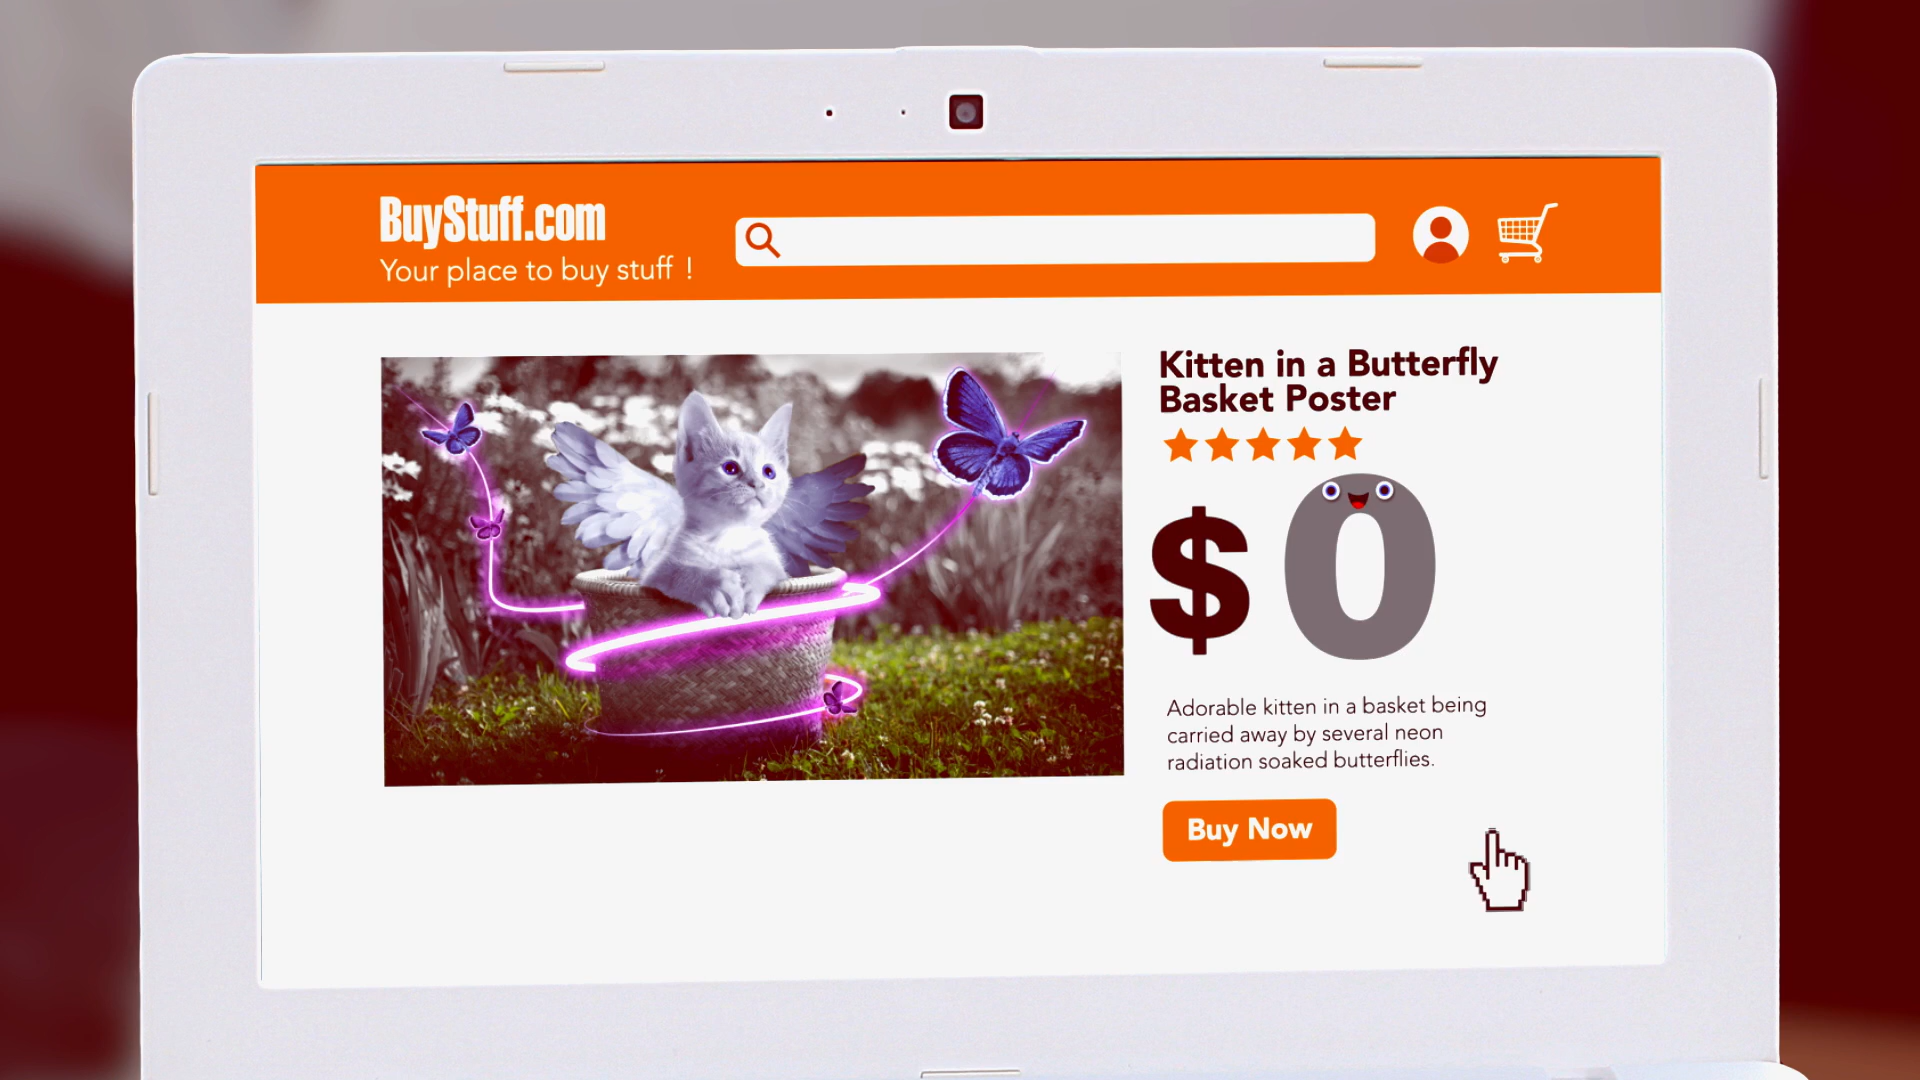 BuyStuff.com
Your place to buy stuff !
Kitten in a Butterfly
Basket Poster
$0
Adorable kitten in a basket being
carried away by several neon
radiation soaked butterflies.
Buy Now